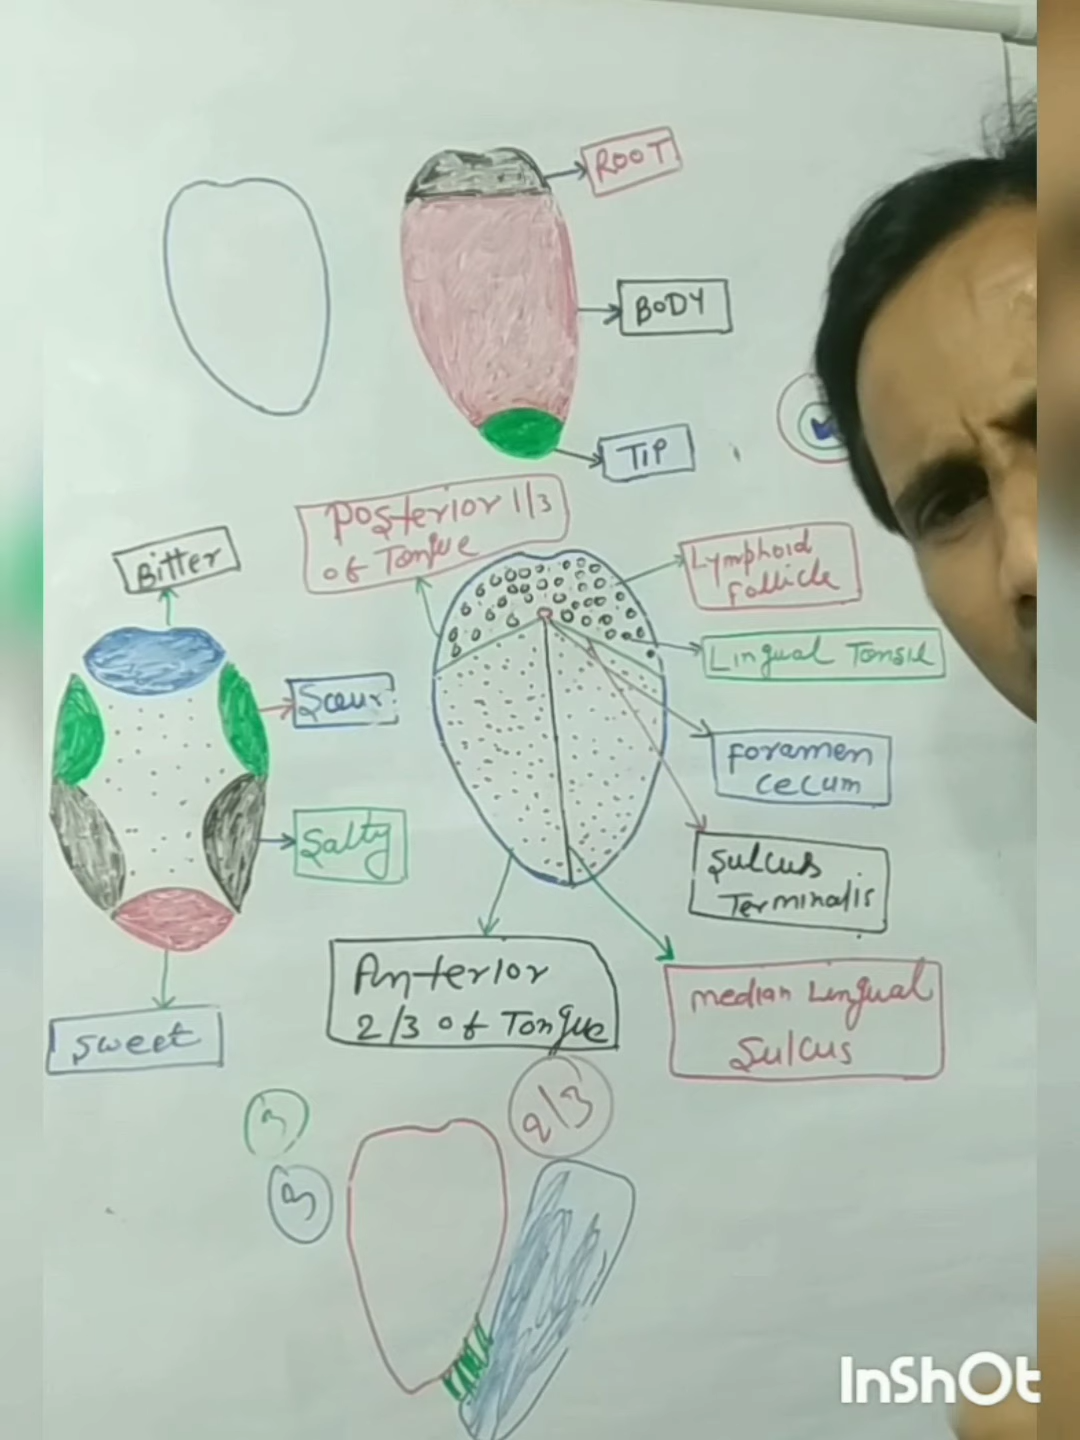 ROOT
BODY
TIP
Posterior 1/3
of Tongue
Bitter
Lymphoid
follicle
Lingual Tonsil
Sour
foramen
cecum
Salty
Sulcus
Terminalis
Anterior
2/3 of Tongue
median Lingual
Sulcus
Sweet
2/3
InShOt